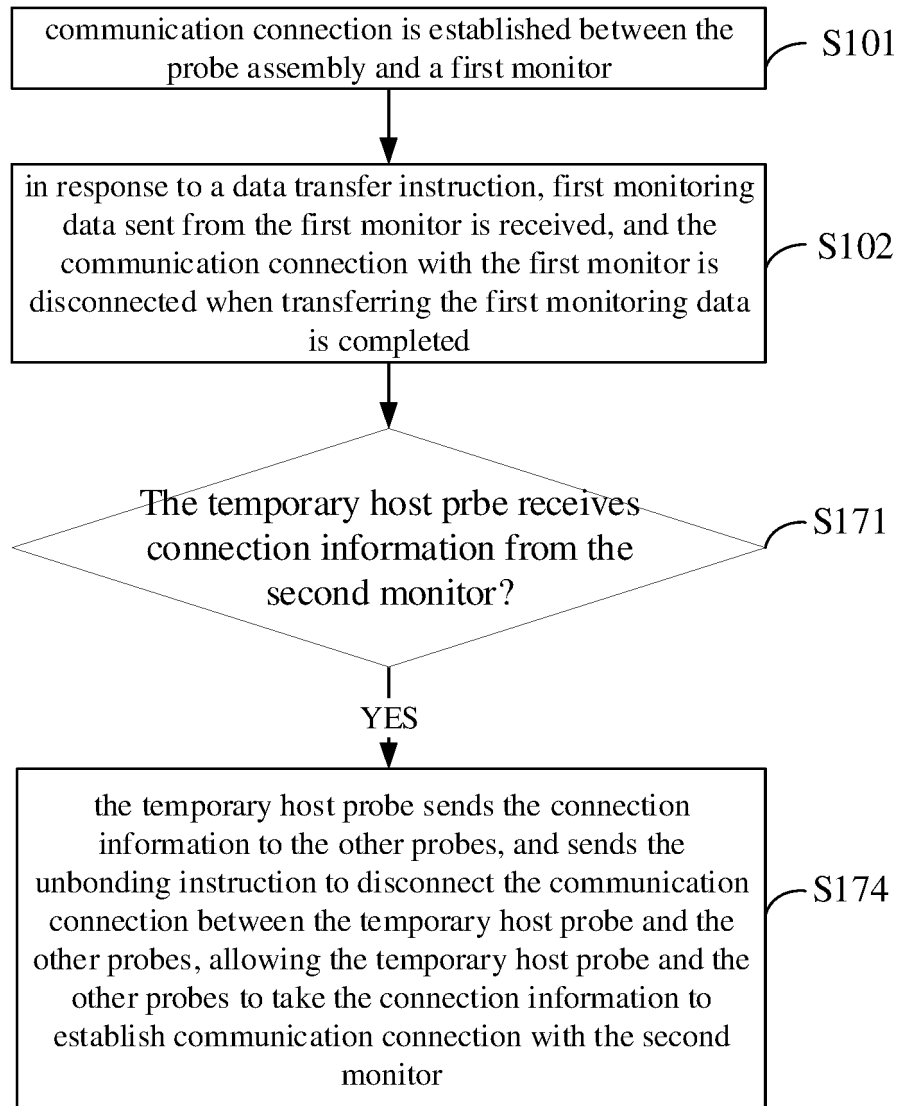 communication connection is established between the
probe assembly and a first monitor
S101
in response to a data transfer instruction, first monitoring
data sent from the first monitor is received, and the
communication connection with the first monitor is
disconnected when transferring the first monitoring data
is completed
S102
The temporary host prbe receives
connection information from the
second monitor?
S171
YES
the temporary host probe sends the connection
information to the other probes, and sends the
unbonding instruction to disconnect the communication
connection between the temporary host probe and the
other probes, allowing the temporary host probe and the
other probes to take the connection information to
establish communication connection with the second
monitor
S174